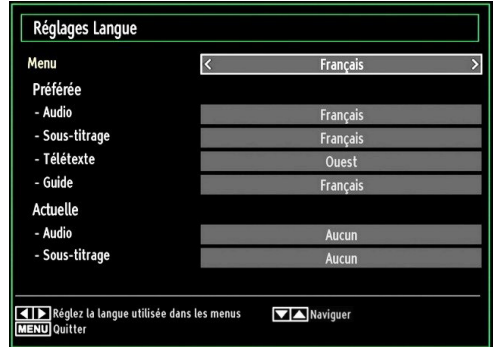 Réglages Langue
Menu < Français >
Préférée
- Audio Français
- Sous-titrage Français
- Télétexte Ouest
- Guide Français
Actuelle
- Audio Aucun
- Sous-titrage Aucun
◀▶ Réglez la langue utilisée dans les menus ▼▲ Naviguer
MENU Quitter